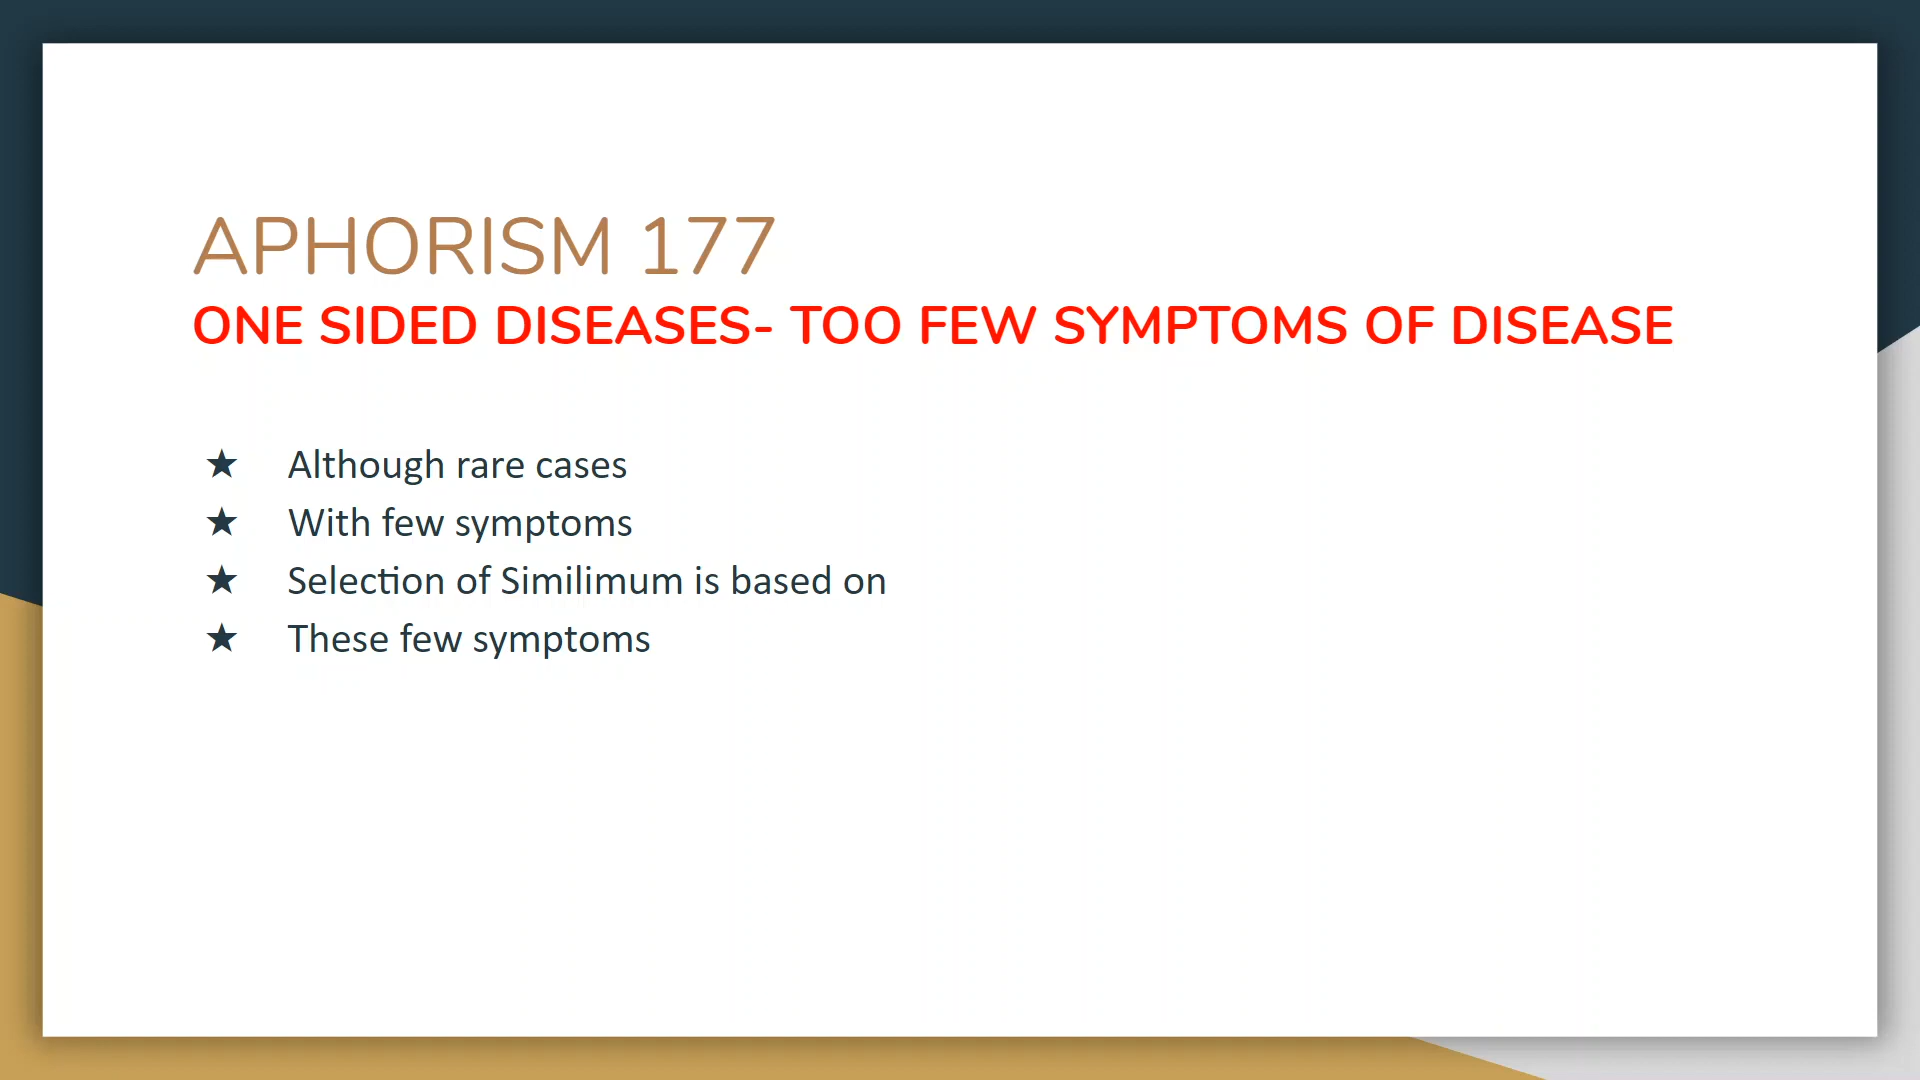 APHORISM 177
ONE SIDED DISEASES- TOO FEW SYMPTOMS OF DISEASE
★ Although rare cases
★ With few symptoms
★ Selection of Similimum is based on
★ These few symptoms